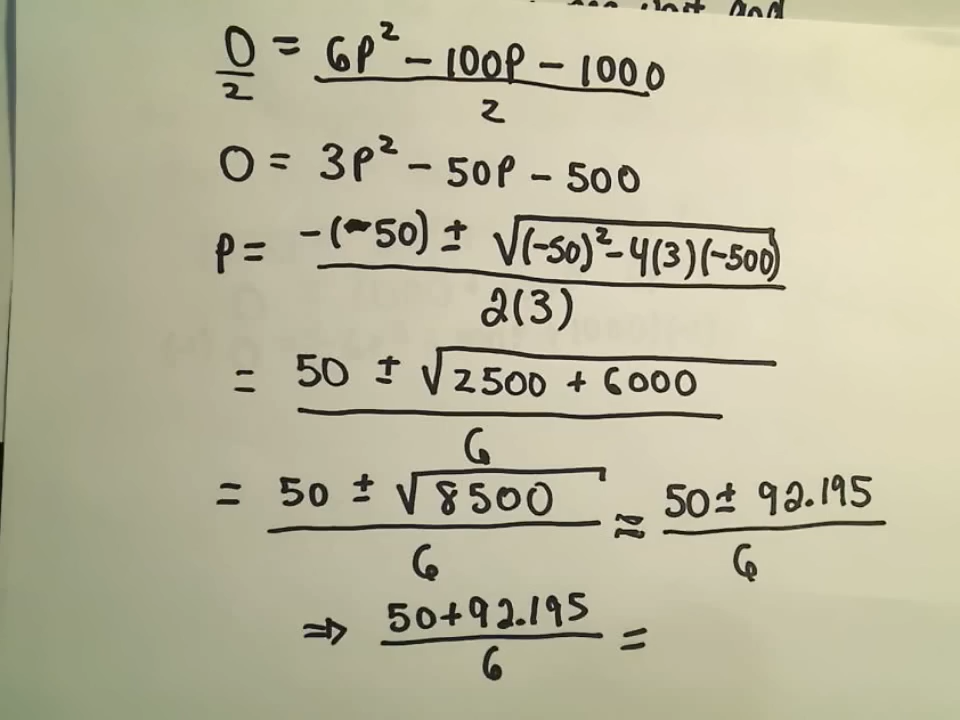 and
0/2 = (6P² - 100P - 1000)/2
0 = 3P² - 50P - 500
P = (-(-50) ± √((-50)² - 4(3)(-500)))/2(3)
= (50 ± √(2500 + 6000))/6
= (50 ± √8500)/6 ≈ (50 ± 92.195)/6
⇒ (50+92.195)/6 =